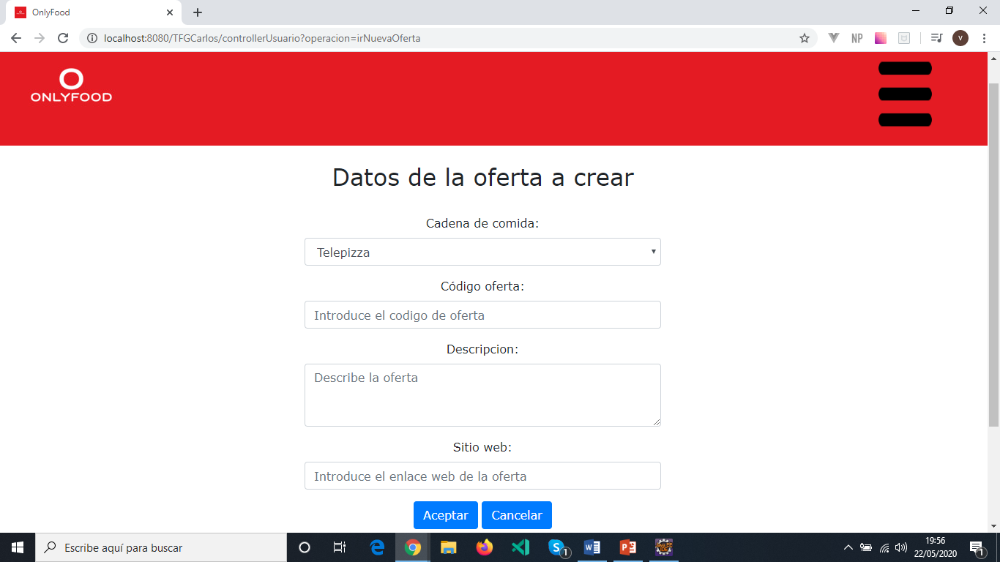 OnlyFood
localhost:8080/TFGCarlos/controllerUsuario?operacion=irNuevaOferta
NP
V
ONLYFOOD
Datos de la oferta a crear
Cadena de comida:
Telepizza
Código oferta:
Introduce el codigo de oferta
Descripcion:
Describe la oferta
Sitio web:
Introduce el enlace web de la oferta
Aceptar Cancelar
Escribe aquí para buscar
1
19:56
22/05/2020
1